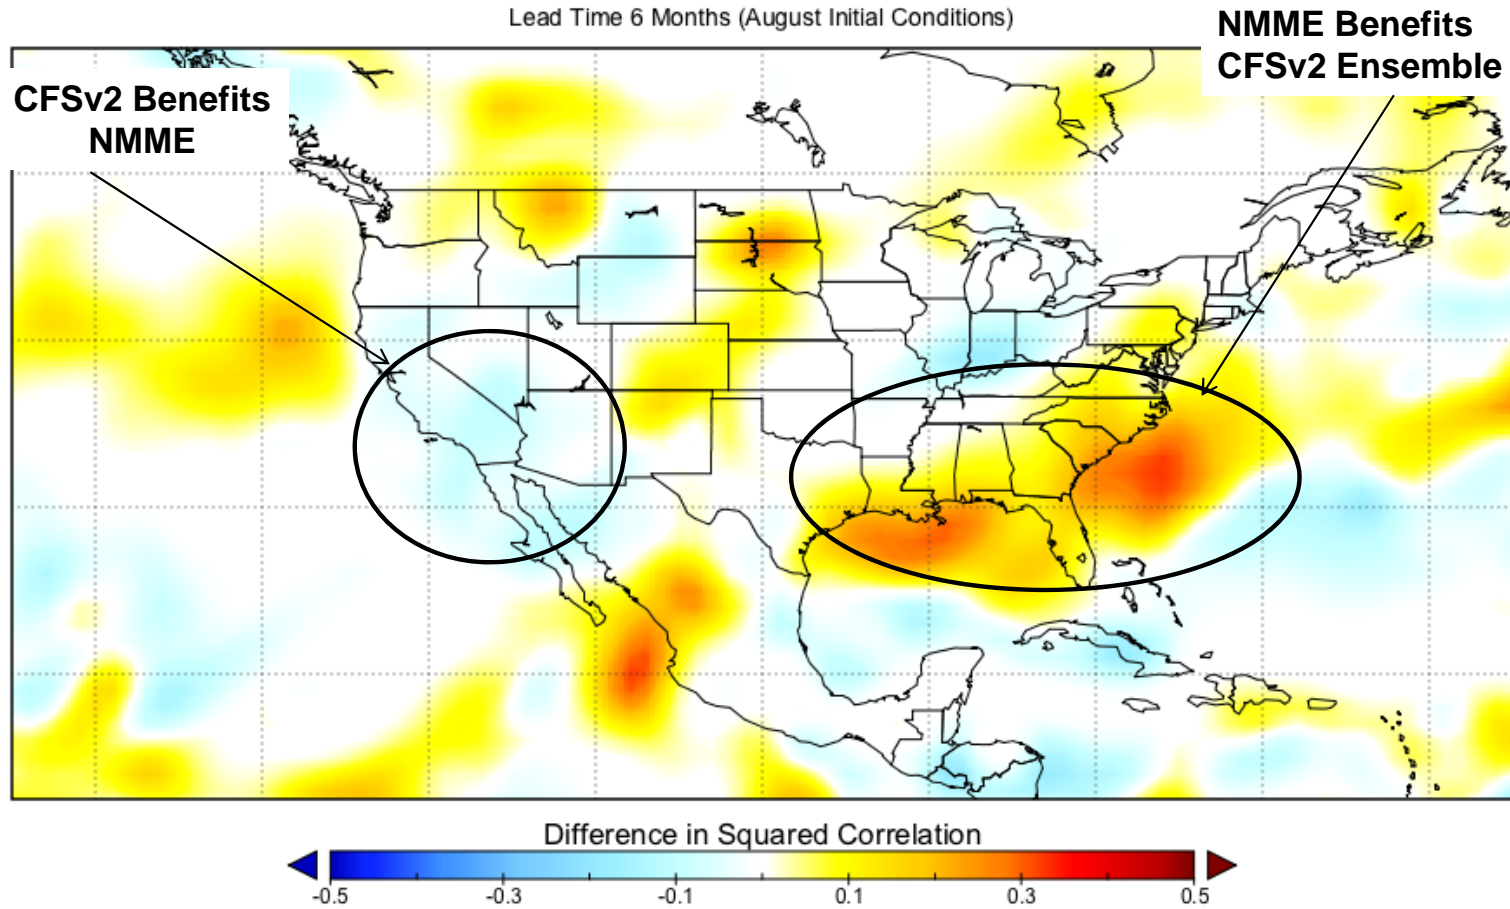 Lead Time 6 Months (August Initial Conditions)
NMME Benefits
CFSv2 Ensemble
CFSv2 Benefits
NMME
Difference in Squared Correlation
-0.5 -0.3 -0.1 0.1 0.3 0.5